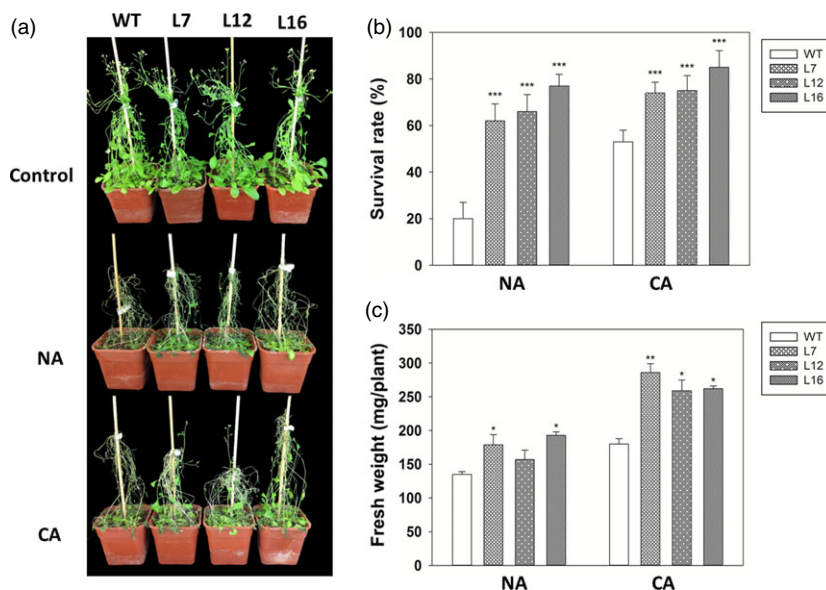 (a)
WT L7 L12 L16
Control
NA
CA
(b)
Survival rate (%)
100
80
60
40
20
0
*** *** *** *** *** ***
NA CA
WT
L7
L12
L16
(c)
Fresh weight (mg/plant)
350
300
250
200
150
100
50
0
* * ** * *
NA CA
WT
L7
L12
L16